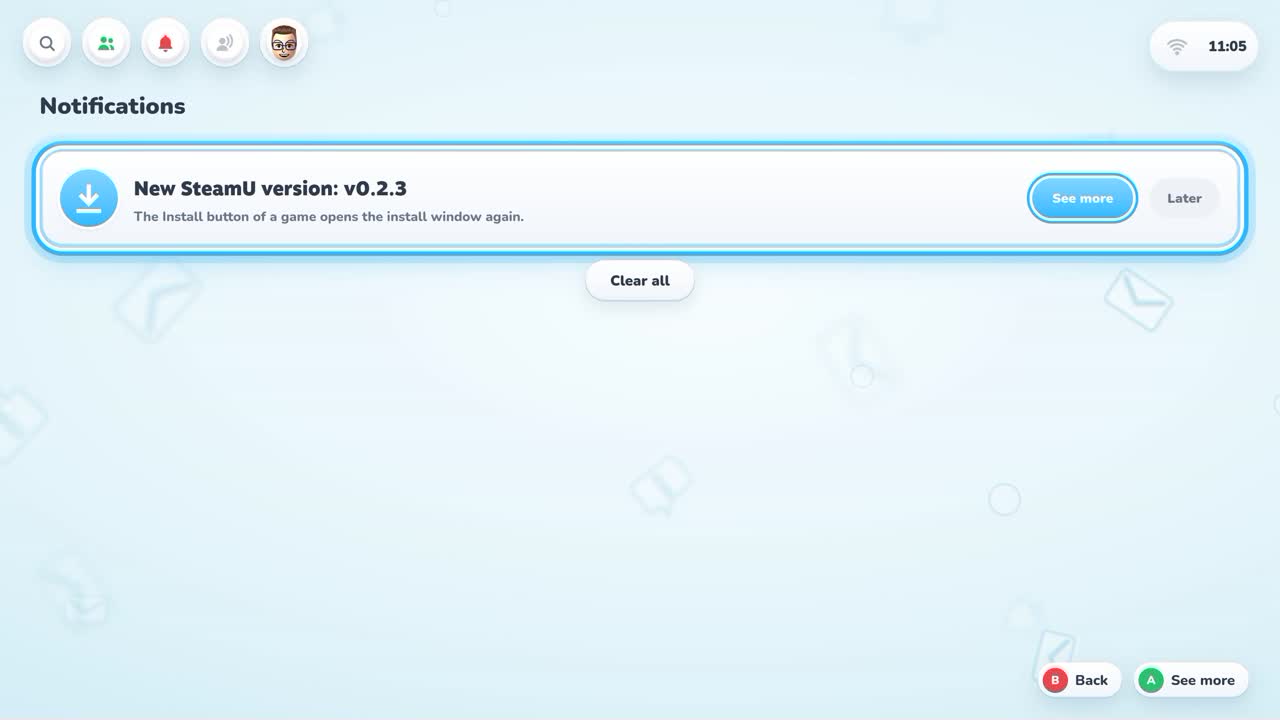 11:05
Notifications
New SteamU version: v0.2.3
The Install button of a game opens the install window again.
See more
Later
Clear all
B Back
A See more